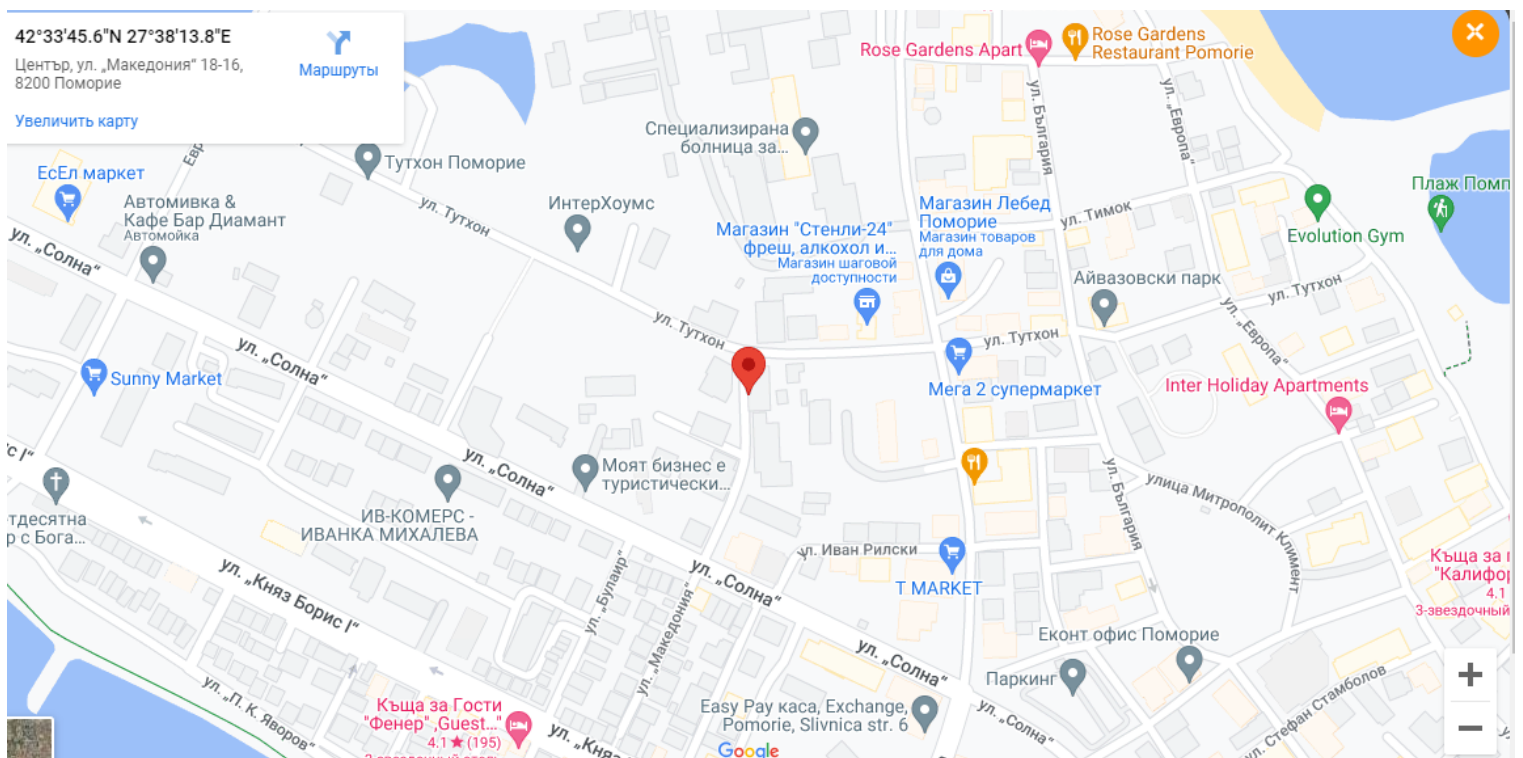 42°33'45.6"N 27°38'13.8"E
Център, ул. „Македония“ 18-16,
8200 Поморие
Маршруты
Увеличить карту
Rose Gardens Apart
Rose Gardens
Restaurant Pomorie
ул. България
ул. „Европа“
Специализирана
болница за...
Тутхон Поморие
ЕсЕл маркет
Автомивка &
Кафе Бар Диамант
Автомойка
ул. Тутхон
ИнтерХоумс
Магазин "Стенли-24"
фреш, алкохол и...
Магазин шаговой
доступности
Магазин Лебед
Поморие
Магазин товаров
для дома
ул. Тимок
Плаж Помп
Evolution Gym
ул. „Солна“
Айвазовски парк
ул. Тутхон
ул. Тутхон
ул. „Европа“
ул. Тутхон
ул. „Солна“
Sunny Market
Мега 2 супермаркет
Inter Holiday Apartments
ул. „Солна“
Моят бизнес е
туристически...
ул. България
улица Митрополит Климент
тдесятна
р с Бога...
ИВ-КОМЕРС -
ИВАНКА МИХАЛЕВА
ул. Иван Рилски
T MARKET
ул. „Княз Борис I“
ул. „Булаир“
ул. „Солна“
ул. „Македония“
Къща за г
"Калифор
4.1
3-звездочный
Еконт офис Поморие
Паркинг
ул. „Солна“
ул. „П. К. Яворов“
Къща за Гости
"Фенер" ,Guest..."
4.1 ★ (195)
Easy Pay каса, Exchange,
Pomorie, Slivnica str. 6
ул. „Солна“
ул. Стефан Стамболов
ул. „Княз
Google